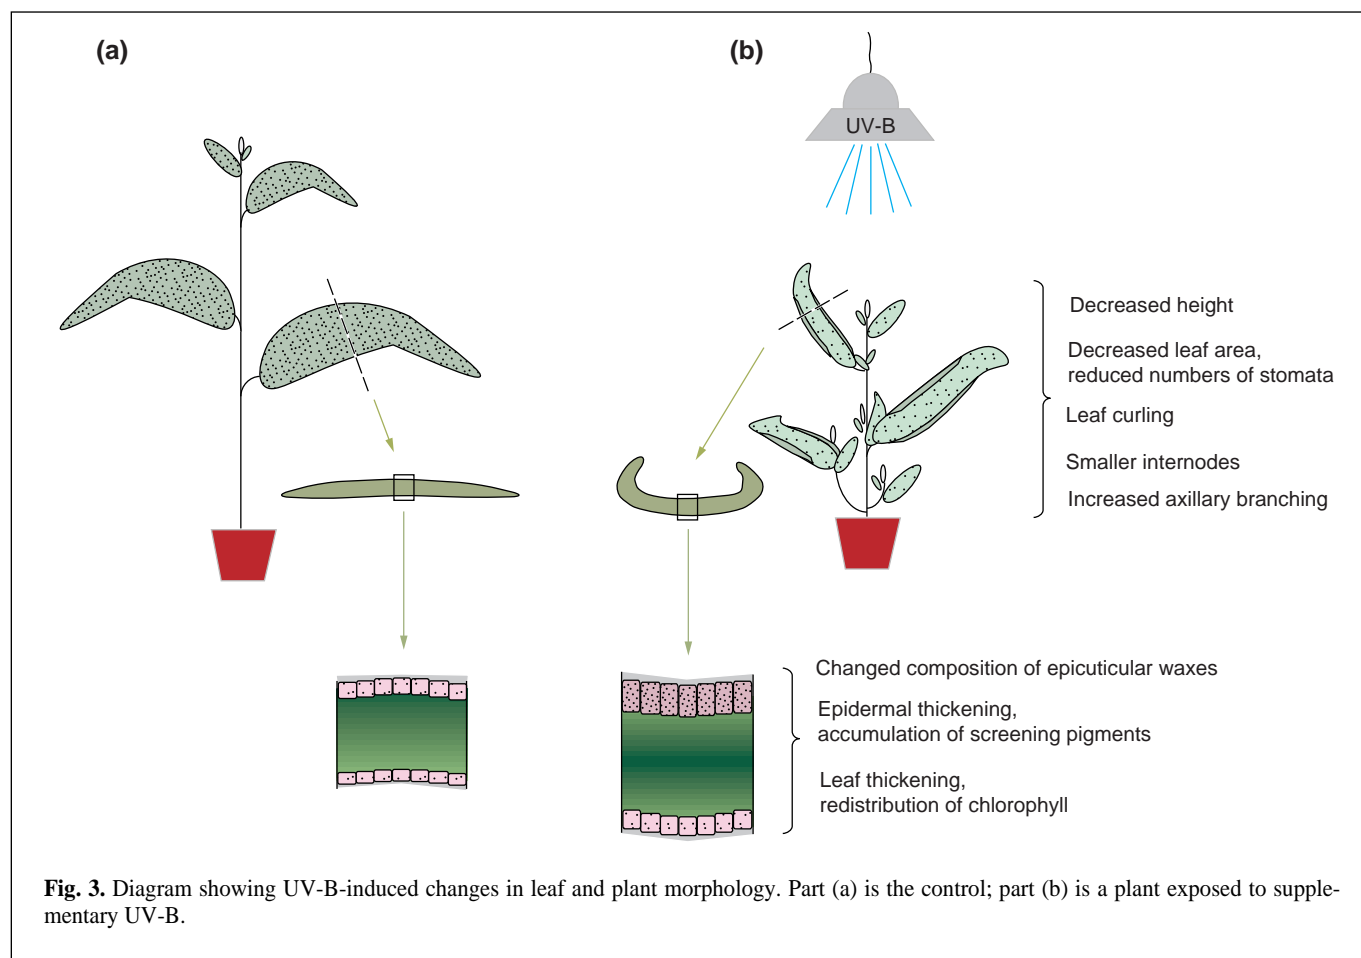 (a)
(b)
UV-B
Decreased height
Decreased leaf area,
reduced numbers of stomata
Leaf curling
Smaller internodes
Increased axillary branching
Changed composition of epicuticular waxes
Epidermal thickening,
accumulation of screening pigments
Leaf thickening,
redistribution of chlorophyll
Fig. 3. Diagram showing UV-B-induced changes in leaf and plant morphology. Part (a) is the control; part (b) is a plant exposed to supple-
mentary UV-B.